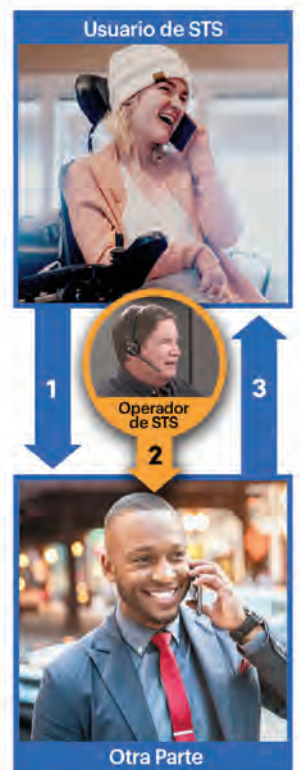 Usuario de STS
1
3
Operador
de STS
2
Otra Parte